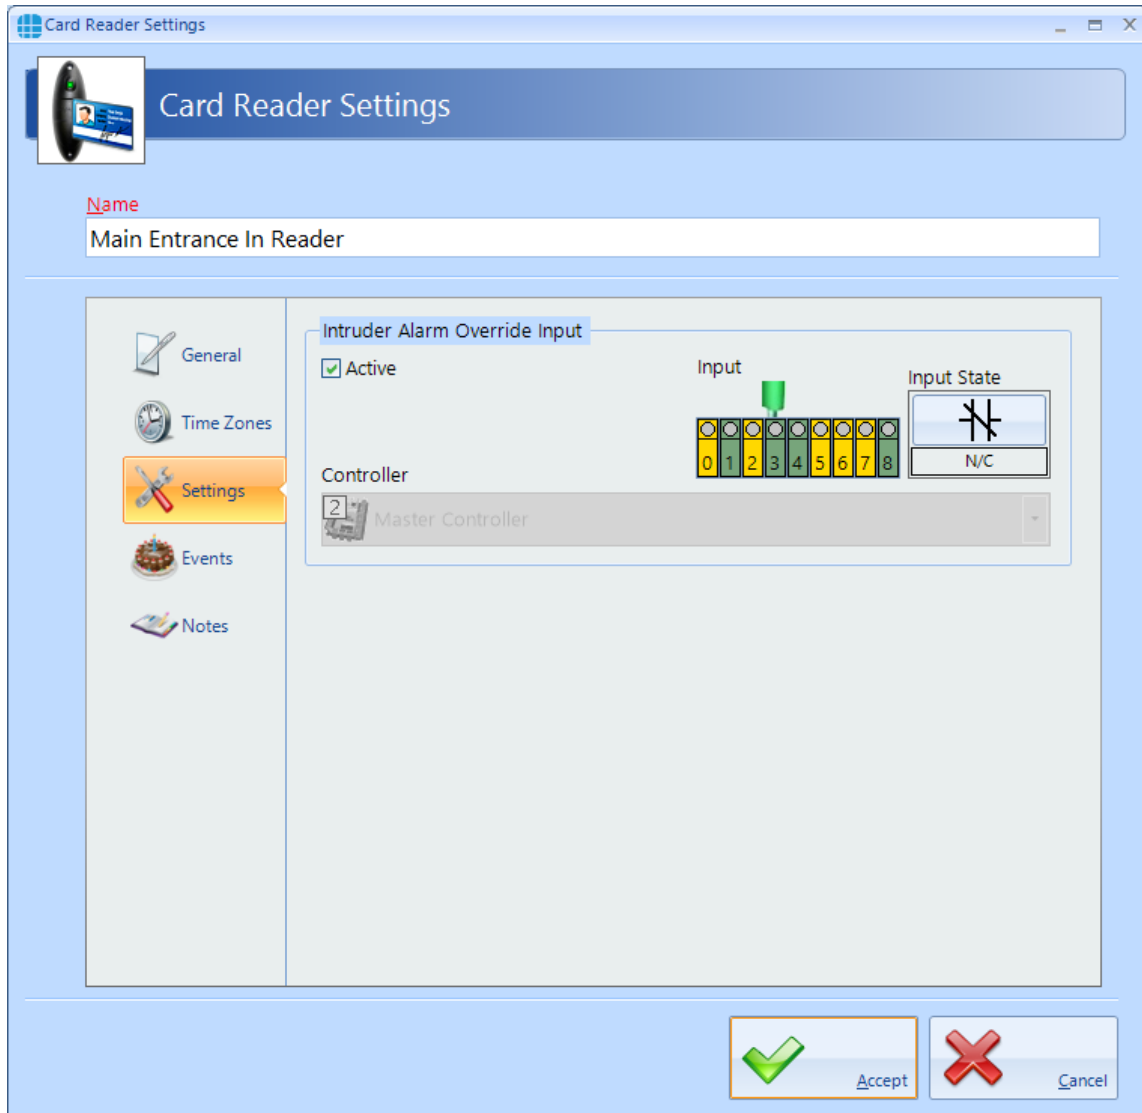 Card Reader Settings
Card Reader Settings
Name
Main Entrance In Reader
General
Time Zones
Settings
Events
Notes
Intruder Alarm Override Input
Active
Input
0 1 2 3 4 5 6 7 8
Input State
N/C
Controller
2
Master Controller
Accept
Cancel